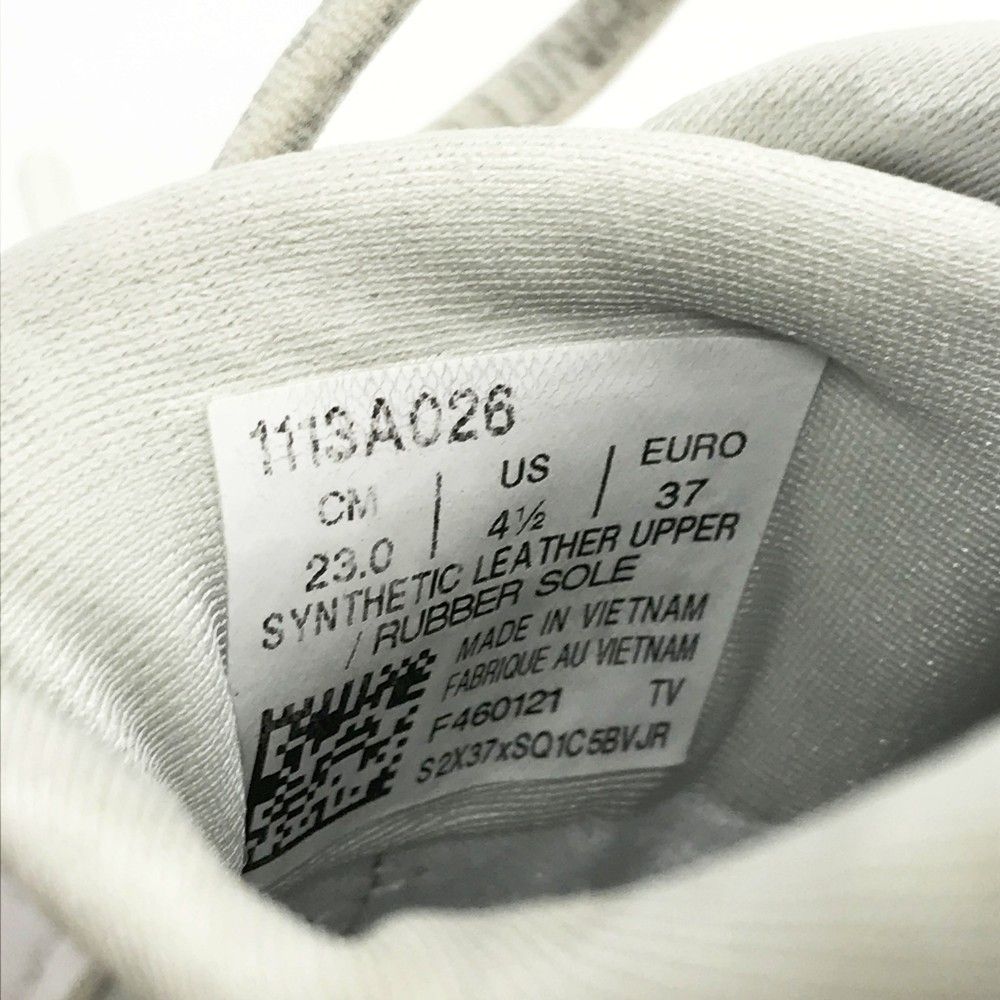 1113A026
CM | US | EURO
23.0 | 4½ | 37
SYNTHETIC LEATHER UPPER
/ RUBBER SOLE
MADE IN VIETNAM
FABRIQUE AU VIETNAM
F460121 TV
S2X37xSQ1C5BVJR